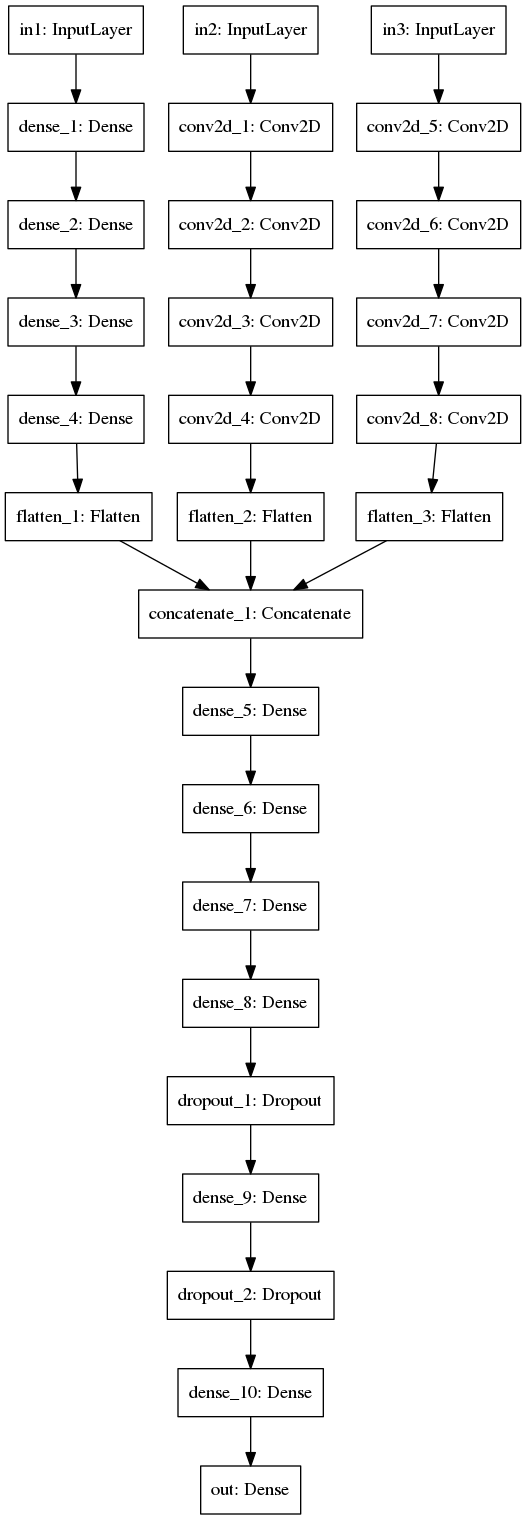 in1: InputLayer
in2: InputLayer
in3: InputLayer
dense_1: Dense
conv2d_1: Conv2D
conv2d_5: Conv2D
dense_2: Dense
conv2d_2: Conv2D
conv2d_6: Conv2D
dense_3: Dense
conv2d_3: Conv2D
conv2d_7: Conv2D
dense_4: Dense
conv2d_4: Conv2D
conv2d_8: Conv2D
flatten_1: Flatten
flatten_2: Flatten
flatten_3: Flatten
concatenate_1: Concatenate
dense_5: Dense
dense_6: Dense
dense_7: Dense
dense_8: Dense
dropout_1: Dropout
dense_9: Dense
dropout_2: Dropout
dense_10: Dense
out: Dense